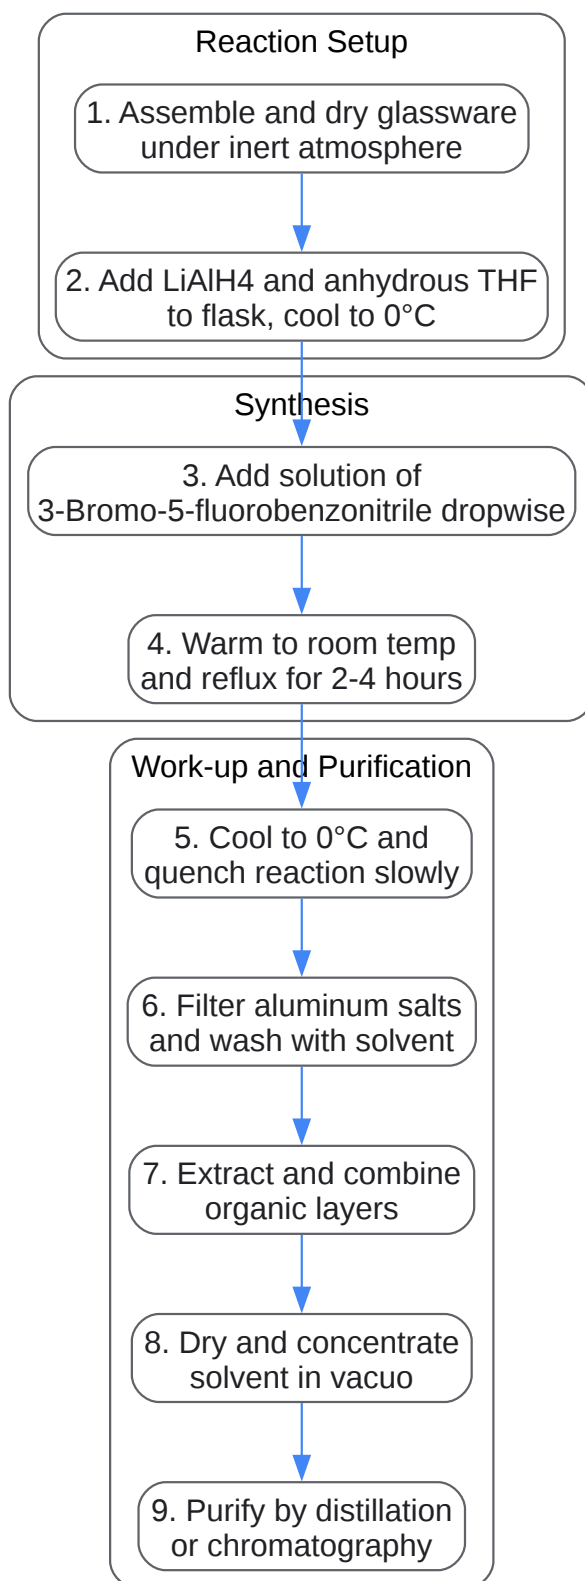 Reaction Setup
1. Assemble and dry glassware
under inert atmosphere
2. Add LiAlH4 and anhydrous THF
to flask, cool to 0°C
Synthesis
3. Add solution of
3-Bromo-5-fluorobenzonitrile dropwise
4. Warm to room temp
and reflux for 2-4 hours
Work-up and Purification
5. Cool to 0°C and
quench reaction slowly
6. Filter aluminum salts
and wash with solvent
7. Extract and combine
organic layers
8. Dry and concentrate
solvent in vacuo
9. Purify by distillation
or chromatography